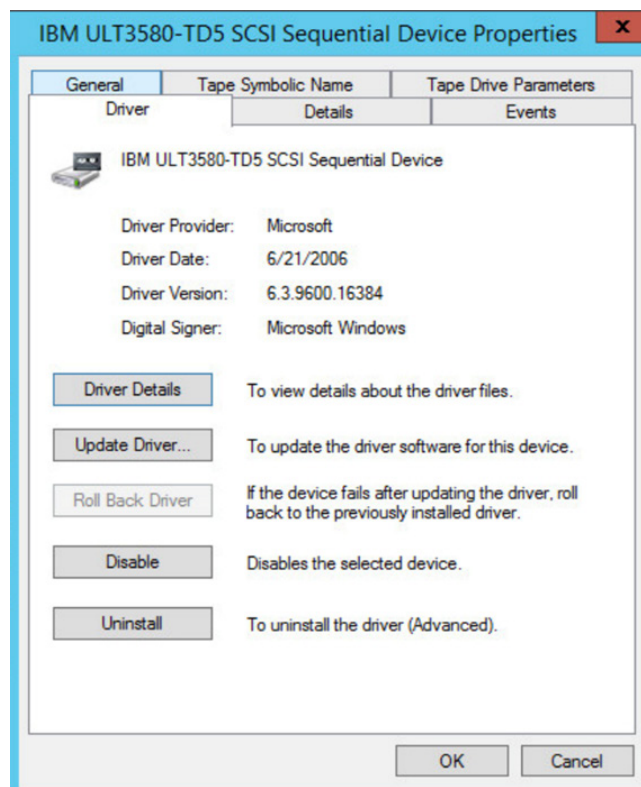 IBM ULT3580-TD5 SCSI Sequential Device Properties
x
General
Tape Symbolic Name
Tape Drive Parameters
Driver
Details
Events
IBM ULT3580-TD5 SCSI Sequential Device
Driver Provider: Microsoft
Driver Date: 6/21/2006
Driver Version: 6.3.9600.16384
Digital Signer: Microsoft Windows
Driver Details
To view details about the driver files.
Update Driver...
To update the driver software for this device.
Roll Back Driver
If the device fails after updating the driver, roll
back to the previously installed driver.
Disable
Disables the selected device.
Uninstall
To uninstall the driver (Advanced).
OK
Cancel